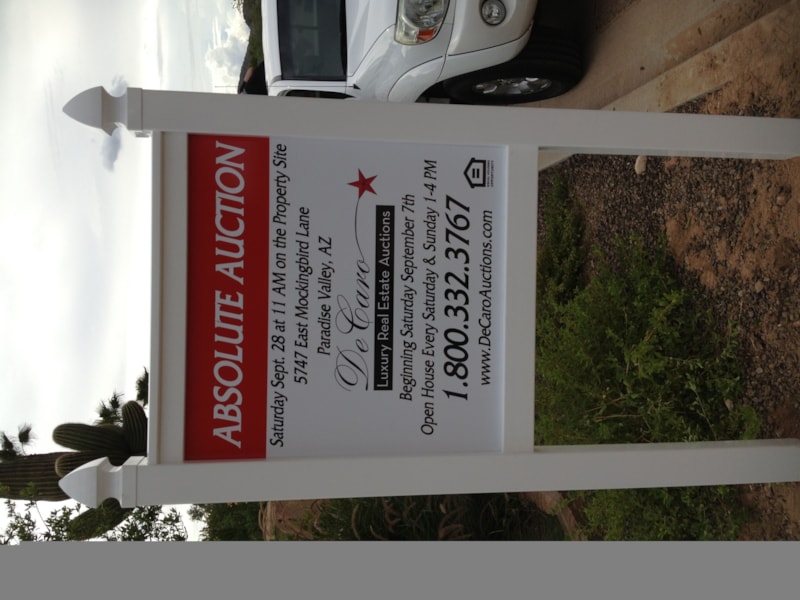 ABSOLUTE AUCTION
Saturday Sept. 28 at 11 AM on the Property Site
5747 East Mockingbird Lane
Paradise Valley, AZ
DeCaro
Luxury Real Estate Auctions
Beginning Saturday September 7th
Open House Every Saturday & Sunday 1-4 PM
1.800.332.3767
www.DeCaroAuctions.com